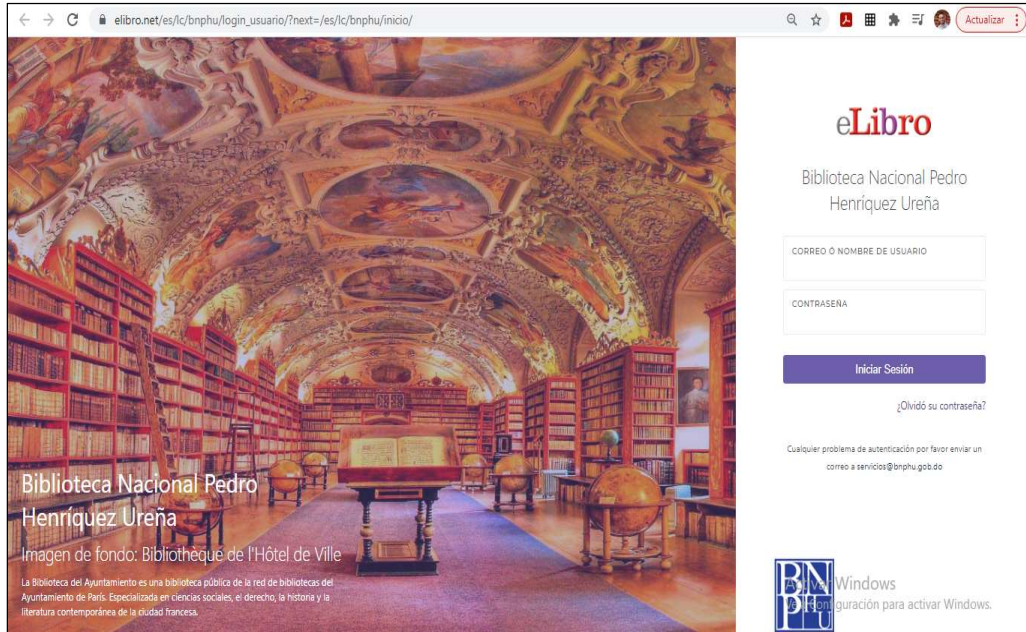 elibro.net/es/lc/bnphu/login_usuario/?next=/es/lc/bnphu/inicio/
Actualizar
eLibro
Biblioteca Nacional Pedro
Henríquez Ureña
CORREO Ó NOMBRE DE USUARIO
CONTRASEÑA
Iniciar Sesión
¿Olvidó su contraseña?
Cualquier problema de autenticación por favor enviar un
correo a servicios@bnphu.gob.do
Biblioteca Nacional Pedro
Henríquez Ureña
Imagen de fondo: Bibliothèque de l'Hôtel de Ville
La Biblioteca del Ayuntamiento es una biblioteca pública de la red de bibliotecas del
Ayuntamiento de París. Especializada en ciencias sociales, el derecho, la historia y la
literatura contemporánea de la ciudad francesa.
BN
PHU
Activar Windows
Ve a Configuración para activar Windows.